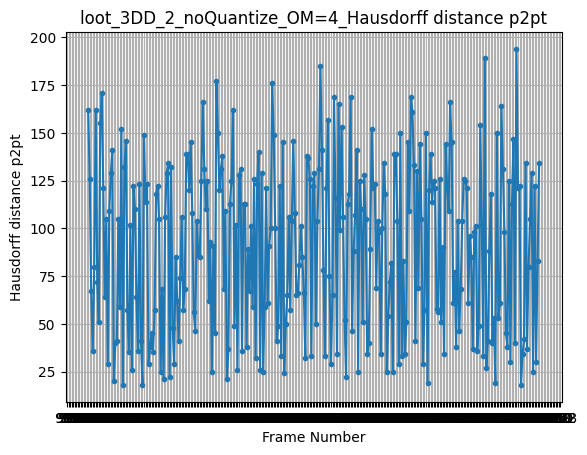 loot_3DD_2_noQuantize_OM=4_Hausdorff distance p2pt
200
175
150
125
100
75
50
25
Hausdorff distance p2pt
Frame Number